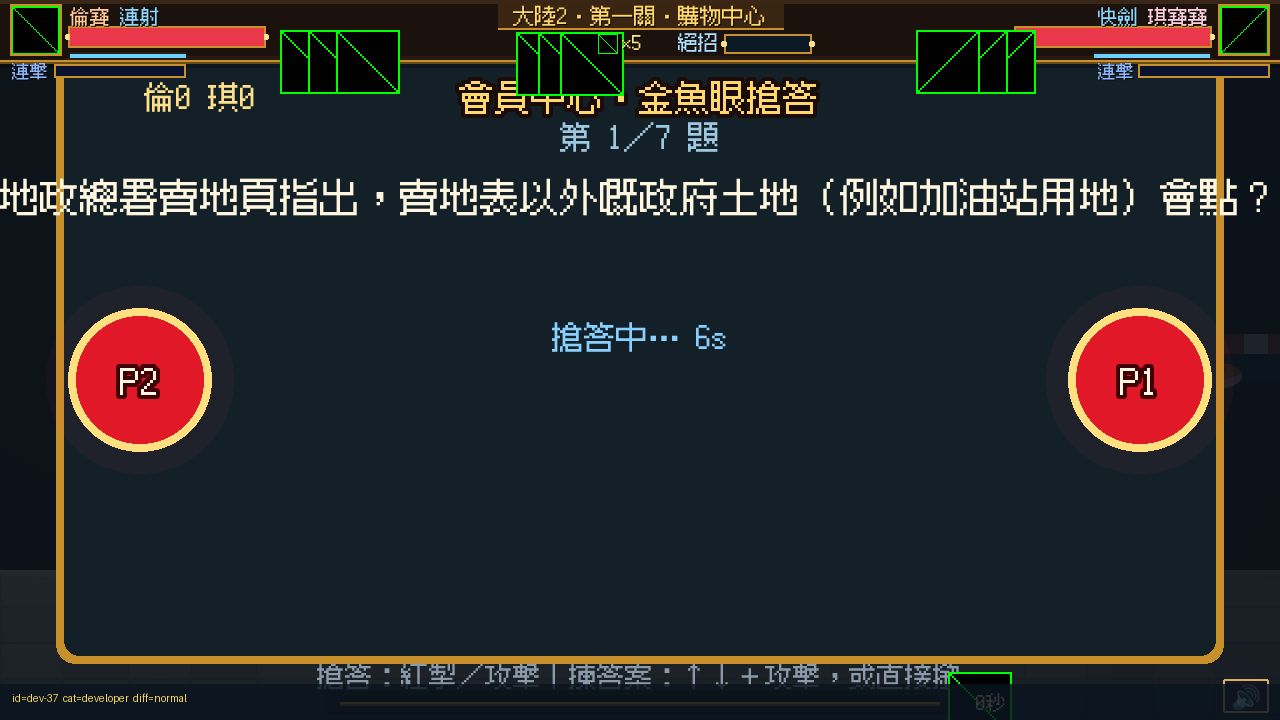 倫寶 連射
大陸2·第一關·購物中心
快劍 琪寶寶
×5 絕招
連擊
連擊
倫0 琪0
會員中心·金魚眼搶答
第 1／7 題
地政總署賣地頁指出，賣地表以外嘅政府土地（例如加油站用地）會點？
搶答中… 6s
P2
P1
搶答：紅掣／攻擊｜揀答案：↑↓＋攻擊，或直接撳
0秒
id=dev-37 cat=developer diff=normal